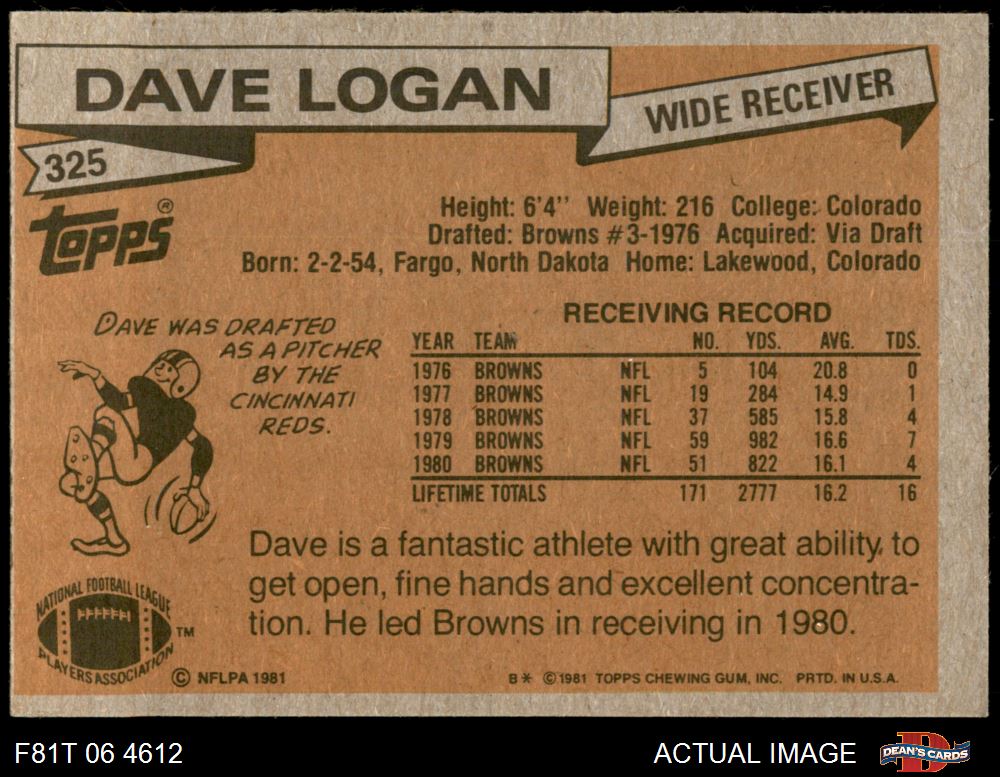 DAVE LOGAN
WIDE RECEIVER
325
TOPPS®
Height: 6'4'' Weight: 216 College: Colorado
Drafted: Browns #3-1976 Acquired: Via Draft
Born: 2-2-54, Fargo, North Dakota Home: Lakewood, Colorado
DAVE WAS DRAFTED
AS A PITCHER
BY THE
CINCINNATI
REDS.
RECEIVING RECORD
YEAR TEAM NO. YDS. AVG. TDS.
1976 BROWNS NFL 5 104 20.8 0
1977 BROWNS NFL 19 284 14.9 1
1978 BROWNS NFL 37 585 15.8 4
1979 BROWNS NFL 59 982 16.6 7
1980 BROWNS NFL 51 822 16.1 4
LIFETIME TOTALS 171 2777 16.2 16
Dave is a fantastic athlete with great ability, to
get open, fine hands and excellent concentra-
tion. He led Browns in receiving in 1980.
NATIONAL FOOTBALL LEAGUE
PLAYERS ASSOCIATION
TM
© NFLPA 1981
B* ©1981 TOPPS CHEWING GUM, INC. PRTD. IN U.S.A.
F81T 06 4612
ACTUAL IMAGE
D
DEAN'S CARDS